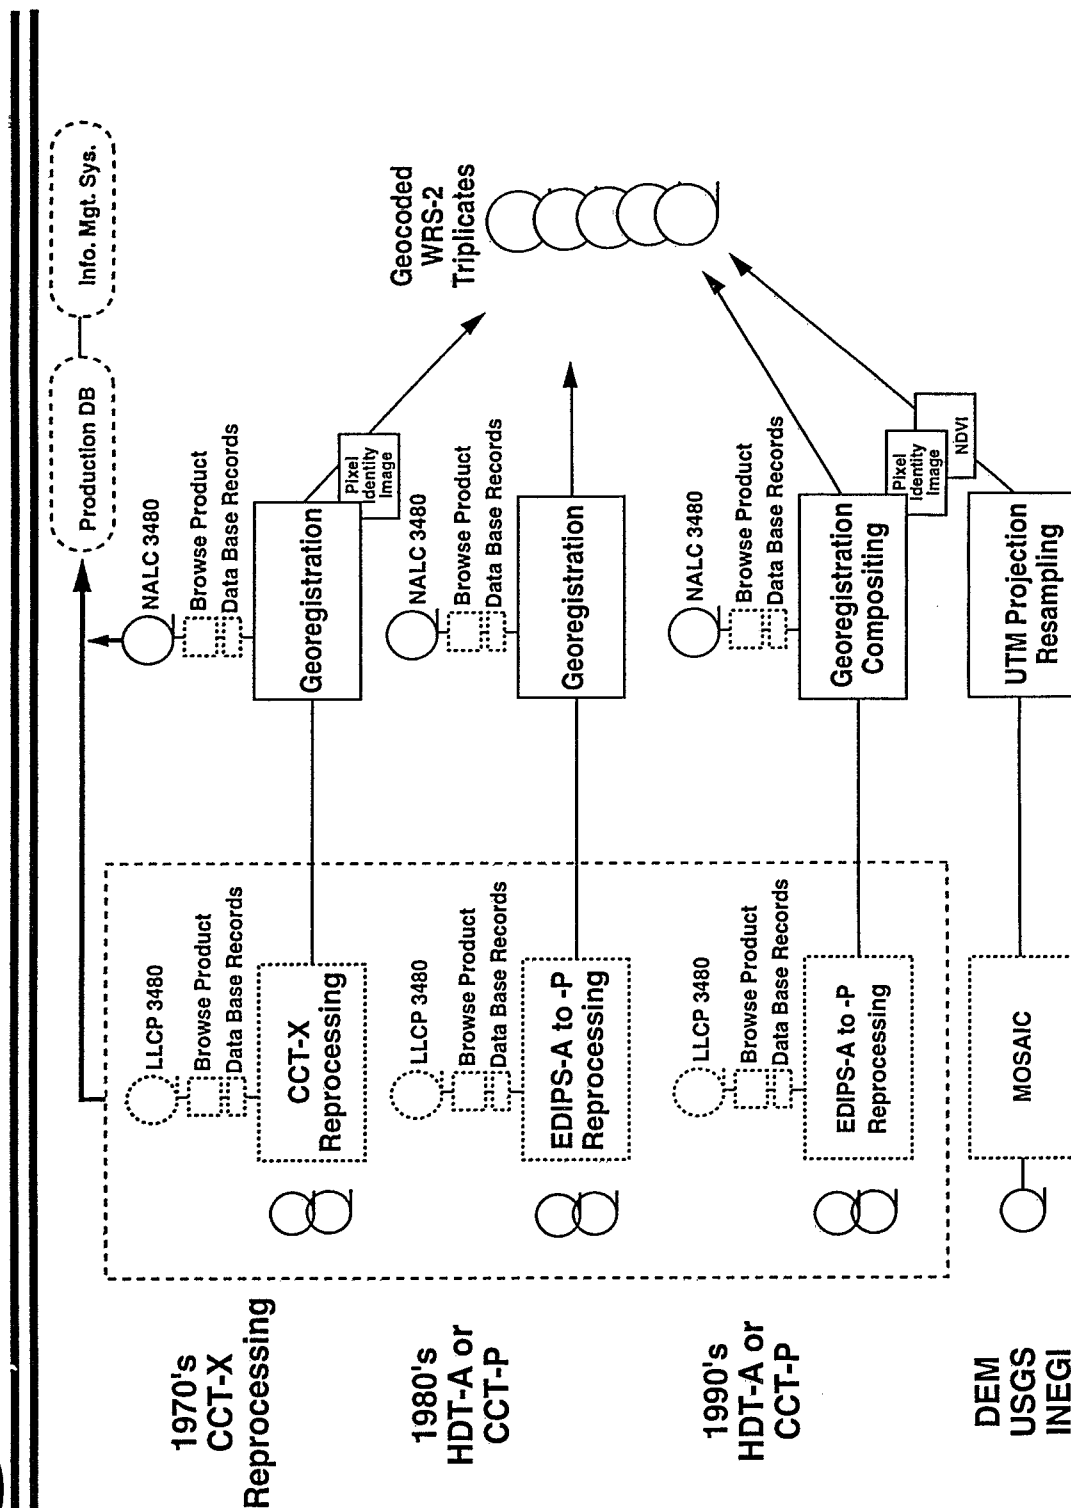 Production DB
Info. Mgt. Sys.
1970's
CCT-X
Reprocessing
LLCP 3480
Browse Product
Data Base Records
CCT-X
Reprocessing
NALC 3480
Browse Product
Data Base Records
Georegistration
Pixel
Identity
Image
Geocoded
WRS-2
Triplicates
1980's
HDT-A or
CCT-P
LLCP 3480
Browse Product
Data Base Records
EDIPS-A to -P
Reprocessing
NALC 3480
Browse Product
Data Base Records
Georegistration
1990's
HDT-A or
CCT-P
LLCP 3480
Browse Product
Data Base Records
EDIPS-A to -P
Reprocessing
NALC 3480
Browse Product
Data Base Records
Georegistration
Compositing
Pixel
Identity
Image
NDVI
DEM
USGS
INEGI
MOSAIC
UTM Projection
Resampling